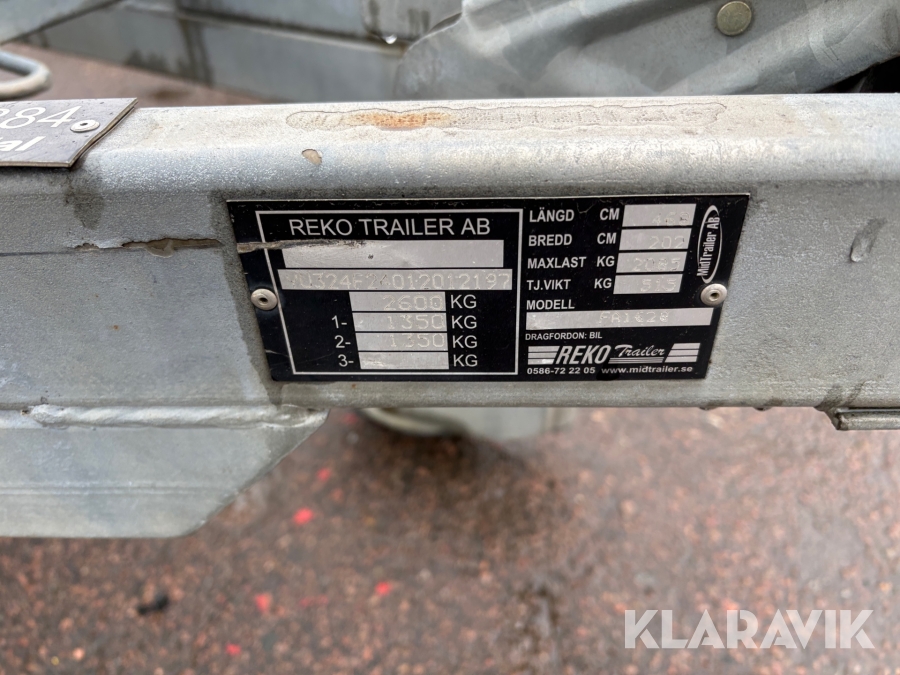 284
REKO TRAILER AB
2600 KG
1- 1350 KG
2- 1350 KG
3- KG
LÄNGD CM
BREDD CM 202
MAXLAST KG
TJ.VIKT KG 515
MODELL
DRAGFORDON: BIL
REKO Trailer
0586-72 22 05 www.midtrailer.se
MidTrailer AB
KLARAVIK